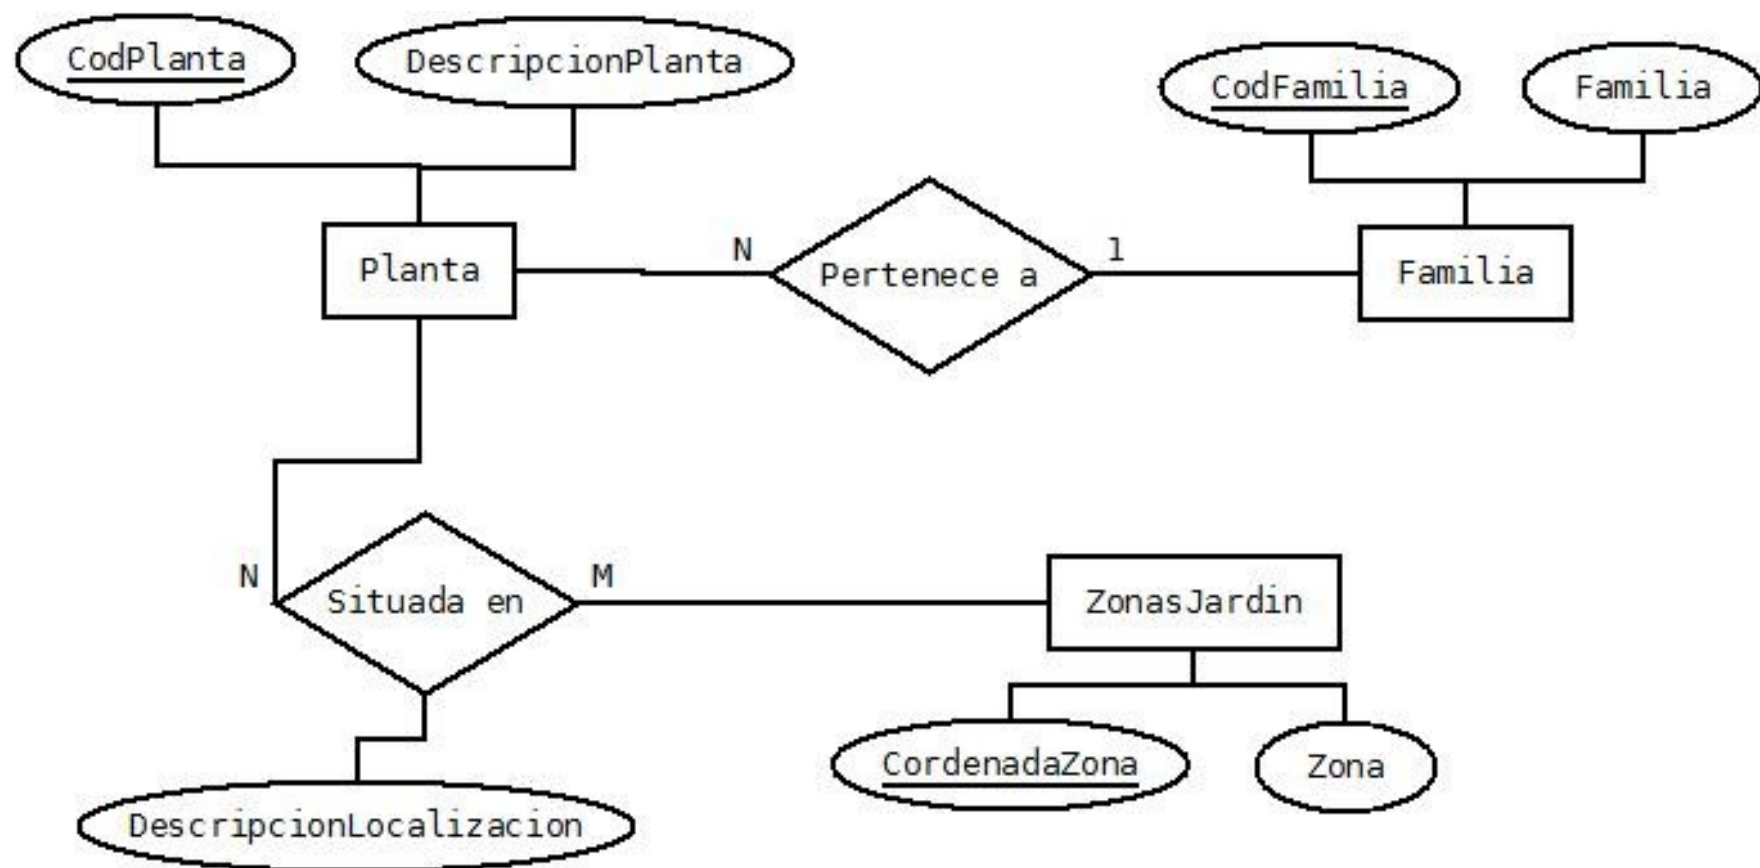 CodPlanta
DescripcionPlanta
CodFamilia
Familia
Planta
N
Pertenece a
1
Familia
N
Situada en
M
ZonasJardin
CordenadaZona
Zona
DescripcionLocalizacion